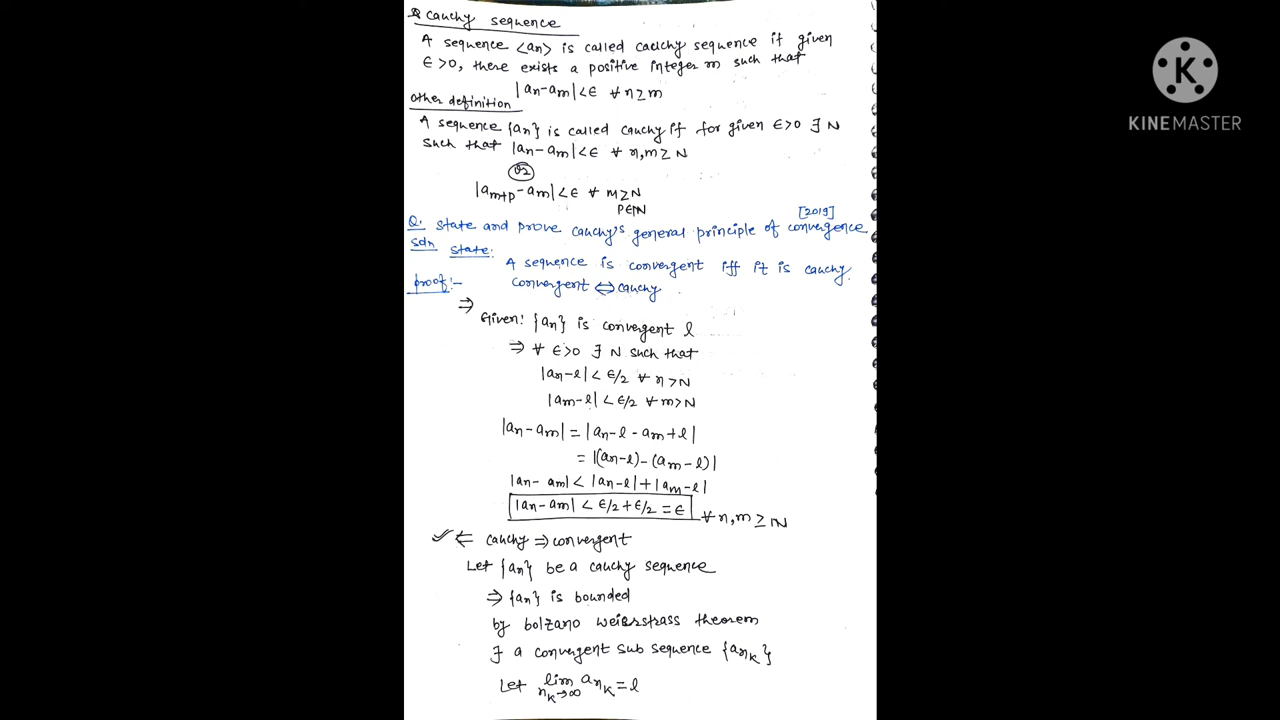 Q Cauchy sequence
A sequence <an> is called cauchy sequence if given
ϵ>0, there exists a positive integer m such that
|an-am|<ϵ ∀ n≥m
Other definition
A sequence {an} is called cauchy if for given ϵ>0 ∃ N
such that |an-am|<ϵ ∀ n,m≥N
or
|am+p-am|<ϵ ∀ m≥N
P∈N
[2019]
Q. state and prove cauchy's general principle of convergence
Soln State:
A sequence is convergent iff it is cauchy.
proof:- convergent ⇔ cauchy
⇒
Given: {an} is convergent l
⇒ ∀ ϵ>0 ∃ N such that
|an-l| < ϵ/2 ∀ n>N
|am-l| < ϵ/2 ∀ m>N
|an-am| = |an-l-am+l|
= |(an-l)-(am-l)|
|an-am| < |an-l|+|am-l|
|an-am| < ϵ/2+ϵ/2=ϵ ∀ n,m ≥ N
✓ ⇐ cauchy ⇒ convergent
Let {an} be a cauchy sequence
⇒ {an} is bounded
by bolzano weierstrass theorem
∃ a convergent sub sequence {ank}
Let lim ank = l
nk→∞
K
KINEMASTER